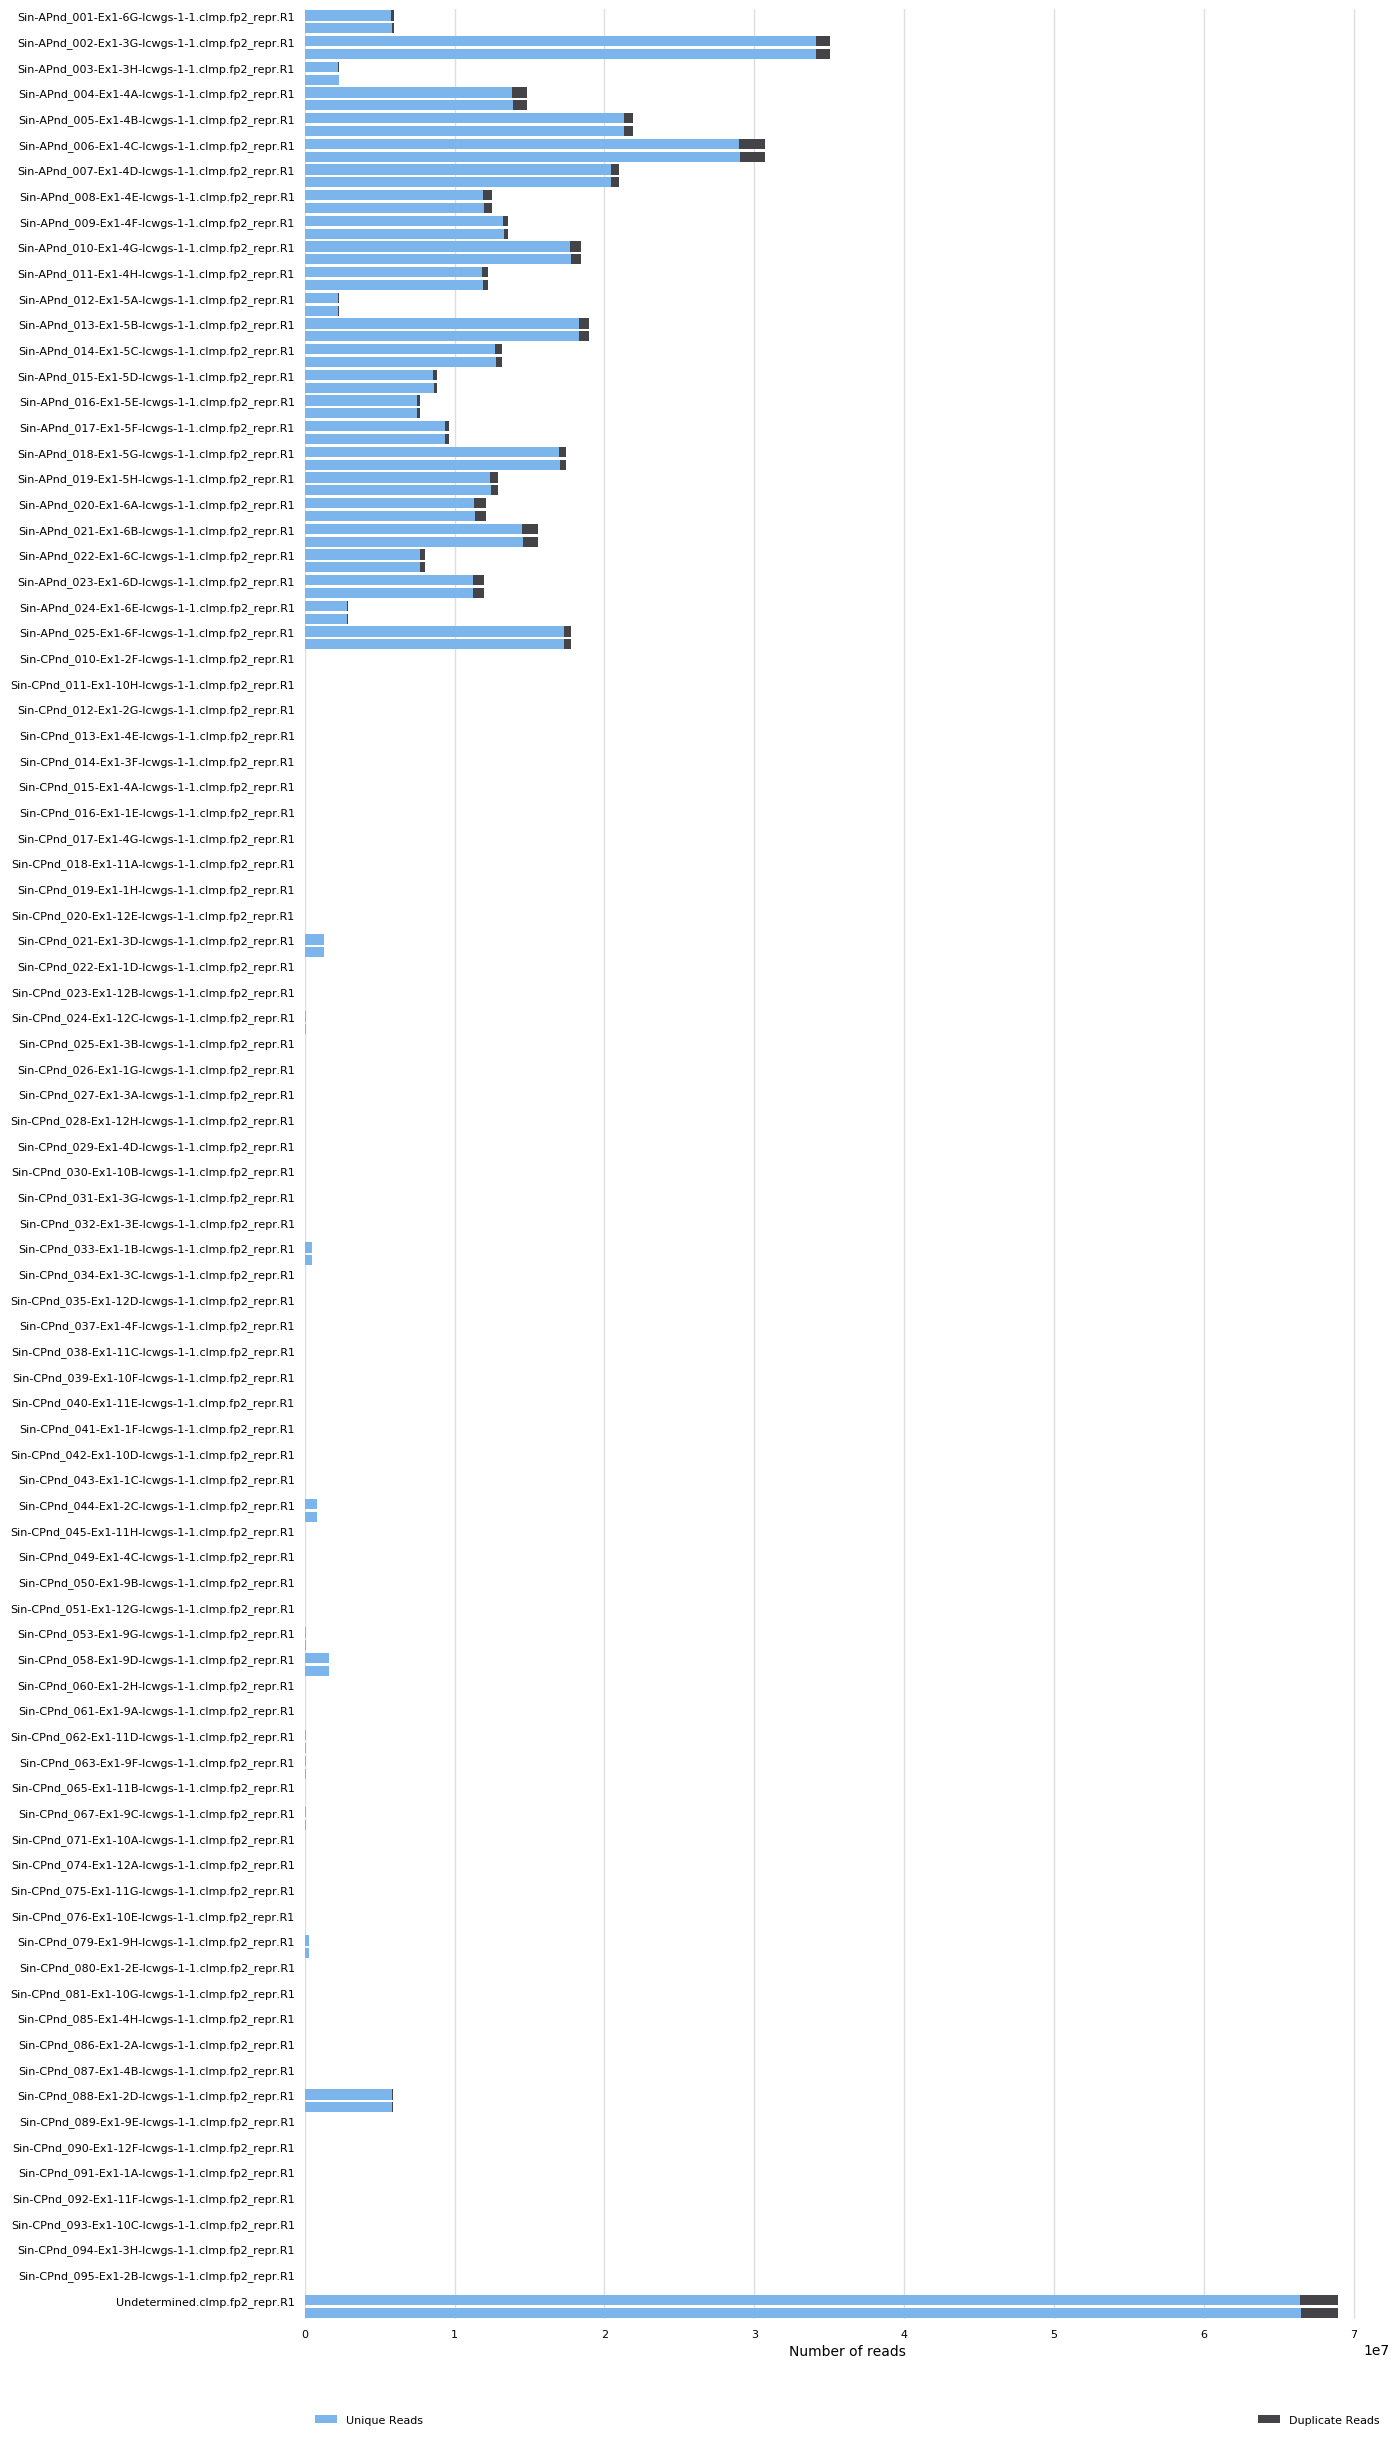 Sin-APnd_001-Ex1-6G-lcwgs-1-1.clmp.fp2_repr.R1
Sin-APnd_002-Ex1-3G-lcwgs-1-1.clmp.fp2_repr.R1
Sin-APnd_003-Ex1-3H-lcwgs-1-1.clmp.fp2_repr.R1
Sin-APnd_004-Ex1-4A-lcwgs-1-1.clmp.fp2_repr.R1
Sin-APnd_005-Ex1-4B-lcwgs-1-1.clmp.fp2_repr.R1
Sin-APnd_006-Ex1-4C-lcwgs-1-1.clmp.fp2_repr.R1
Sin-APnd_007-Ex1-4D-lcwgs-1-1.clmp.fp2_repr.R1
Sin-APnd_008-Ex1-4E-lcwgs-1-1.clmp.fp2_repr.R1
Sin-APnd_009-Ex1-4F-lcwgs-1-1.clmp.fp2_repr.R1
Sin-APnd_010-Ex1-4G-lcwgs-1-1.clmp.fp2_repr.R1
Sin-APnd_011-Ex1-4H-lcwgs-1-1.clmp.fp2_repr.R1
Sin-APnd_012-Ex1-5A-lcwgs-1-1.clmp.fp2_repr.R1
Sin-APnd_013-Ex1-5B-lcwgs-1-1.clmp.fp2_repr.R1
Sin-APnd_014-Ex1-5C-lcwgs-1-1.clmp.fp2_repr.R1
Sin-APnd_015-Ex1-5D-lcwgs-1-1.clmp.fp2_repr.R1
Sin-APnd_016-Ex1-5E-lcwgs-1-1.clmp.fp2_repr.R1
Sin-APnd_017-Ex1-5F-lcwgs-1-1.clmp.fp2_repr.R1
Sin-APnd_018-Ex1-5G-lcwgs-1-1.clmp.fp2_repr.R1
Sin-APnd_019-Ex1-5H-lcwgs-1-1.clmp.fp2_repr.R1
Sin-APnd_020-Ex1-6A-lcwgs-1-1.clmp.fp2_repr.R1
Sin-APnd_021-Ex1-6B-lcwgs-1-1.clmp.fp2_repr.R1
Sin-APnd_022-Ex1-6C-lcwgs-1-1.clmp.fp2_repr.R1
Sin-APnd_023-Ex1-6D-lcwgs-1-1.clmp.fp2_repr.R1
Sin-APnd_024-Ex1-6E-lcwgs-1-1.clmp.fp2_repr.R1
Sin-APnd_025-Ex1-6F-lcwgs-1-1.clmp.fp2_repr.R1
Sin-CPnd_010-Ex1-2F-lcwgs-1-1.clmp.fp2_repr.R1
Sin-CPnd_011-Ex1-10H-lcwgs-1-1.clmp.fp2_repr.R1
Sin-CPnd_012-Ex1-2G-lcwgs-1-1.clmp.fp2_repr.R1
Sin-CPnd_013-Ex1-4E-lcwgs-1-1.clmp.fp2_repr.R1
Sin-CPnd_014-Ex1-3F-lcwgs-1-1.clmp.fp2_repr.R1
Sin-CPnd_015-Ex1-4A-lcwgs-1-1.clmp.fp2_repr.R1
Sin-CPnd_016-Ex1-1E-lcwgs-1-1.clmp.fp2_repr.R1
Sin-CPnd_017-Ex1-4G-lcwgs-1-1.clmp.fp2_repr.R1
Sin-CPnd_018-Ex1-11A-lcwgs-1-1.clmp.fp2_repr.R1
Sin-CPnd_019-Ex1-1H-lcwgs-1-1.clmp.fp2_repr.R1
Sin-CPnd_020-Ex1-12E-lcwgs-1-1.clmp.fp2_repr.R1
Sin-CPnd_021-Ex1-3D-lcwgs-1-1.clmp.fp2_repr.R1
Sin-CPnd_022-Ex1-1D-lcwgs-1-1.clmp.fp2_repr.R1
Sin-CPnd_023-Ex1-12B-lcwgs-1-1.clmp.fp2_repr.R1
Sin-CPnd_024-Ex1-12C-lcwgs-1-1.clmp.fp2_repr.R1
Sin-CPnd_025-Ex1-3B-lcwgs-1-1.clmp.fp2_repr.R1
Sin-CPnd_026-Ex1-1G-lcwgs-1-1.clmp.fp2_repr.R1
Sin-CPnd_027-Ex1-3A-lcwgs-1-1.clmp.fp2_repr.R1
Sin-CPnd_028-Ex1-12H-lcwgs-1-1.clmp.fp2_repr.R1
Sin-CPnd_029-Ex1-4D-lcwgs-1-1.clmp.fp2_repr.R1
Sin-CPnd_030-Ex1-10B-lcwgs-1-1.clmp.fp2_repr.R1
Sin-CPnd_031-Ex1-3G-lcwgs-1-1.clmp.fp2_repr.R1
Sin-CPnd_032-Ex1-3E-lcwgs-1-1.clmp.fp2_repr.R1
Sin-CPnd_033-Ex1-1B-lcwgs-1-1.clmp.fp2_repr.R1
Sin-CPnd_034-Ex1-3C-lcwgs-1-1.clmp.fp2_repr.R1
Sin-CPnd_035-Ex1-12D-lcwgs-1-1.clmp.fp2_repr.R1
Sin-CPnd_037-Ex1-4F-lcwgs-1-1.clmp.fp2_repr.R1
Sin-CPnd_038-Ex1-11C-lcwgs-1-1.clmp.fp2_repr.R1
Sin-CPnd_039-Ex1-10F-lcwgs-1-1.clmp.fp2_repr.R1
Sin-CPnd_040-Ex1-11E-lcwgs-1-1.clmp.fp2_repr.R1
Sin-CPnd_041-Ex1-1F-lcwgs-1-1.clmp.fp2_repr.R1
Sin-CPnd_042-Ex1-10D-lcwgs-1-1.clmp.fp2_repr.R1
Sin-CPnd_043-Ex1-1C-lcwgs-1-1.clmp.fp2_repr.R1
Sin-CPnd_044-Ex1-2C-lcwgs-1-1.clmp.fp2_repr.R1
Sin-CPnd_045-Ex1-11H-lcwgs-1-1.clmp.fp2_repr.R1
Sin-CPnd_049-Ex1-4C-lcwgs-1-1.clmp.fp2_repr.R1
Sin-CPnd_050-Ex1-9B-lcwgs-1-1.clmp.fp2_repr.R1
Sin-CPnd_051-Ex1-12G-lcwgs-1-1.clmp.fp2_repr.R1
Sin-CPnd_053-Ex1-9G-lcwgs-1-1.clmp.fp2_repr.R1
Sin-CPnd_058-Ex1-9D-lcwgs-1-1.clmp.fp2_repr.R1
Sin-CPnd_060-Ex1-2H-lcwgs-1-1.clmp.fp2_repr.R1
Sin-CPnd_061-Ex1-9A-lcwgs-1-1.clmp.fp2_repr.R1
Sin-CPnd_062-Ex1-11D-lcwgs-1-1.clmp.fp2_repr.R1
Sin-CPnd_063-Ex1-9F-lcwgs-1-1.clmp.fp2_repr.R1
Sin-CPnd_065-Ex1-11B-lcwgs-1-1.clmp.fp2_repr.R1
Sin-CPnd_067-Ex1-9C-lcwgs-1-1.clmp.fp2_repr.R1
Sin-CPnd_071-Ex1-10A-lcwgs-1-1.clmp.fp2_repr.R1
Sin-CPnd_074-Ex1-12A-lcwgs-1-1.clmp.fp2_repr.R1
Sin-CPnd_075-Ex1-11G-lcwgs-1-1.clmp.fp2_repr.R1
Sin-CPnd_076-Ex1-10E-lcwgs-1-1.clmp.fp2_repr.R1
Sin-CPnd_079-Ex1-9H-lcwgs-1-1.clmp.fp2_repr.R1
Sin-CPnd_080-Ex1-2E-lcwgs-1-1.clmp.fp2_repr.R1
Sin-CPnd_081-Ex1-10G-lcwgs-1-1.clmp.fp2_repr.R1
Sin-CPnd_085-Ex1-4H-lcwgs-1-1.clmp.fp2_repr.R1
Sin-CPnd_086-Ex1-2A-lcwgs-1-1.clmp.fp2_repr.R1
Sin-CPnd_087-Ex1-4B-lcwgs-1-1.clmp.fp2_repr.R1
Sin-CPnd_088-Ex1-2D-lcwgs-1-1.clmp.fp2_repr.R1
Sin-CPnd_089-Ex1-9E-lcwgs-1-1.clmp.fp2_repr.R1
Sin-CPnd_090-Ex1-12F-lcwgs-1-1.clmp.fp2_repr.R1
Sin-CPnd_091-Ex1-1A-lcwgs-1-1.clmp.fp2_repr.R1
Sin-CPnd_092-Ex1-11F-lcwgs-1-1.clmp.fp2_repr.R1
Sin-CPnd_093-Ex1-10C-lcwgs-1-1.clmp.fp2_repr.R1
Sin-CPnd_094-Ex1-3H-lcwgs-1-1.clmp.fp2_repr.R1
Sin-CPnd_095-Ex1-2B-lcwgs-1-1.clmp.fp2_repr.R1
Undetermined.clmp.fp2_repr.R1
0 1 2 3 4 5 6 7
1e7
Number of reads
Unique Reads Duplicate Reads